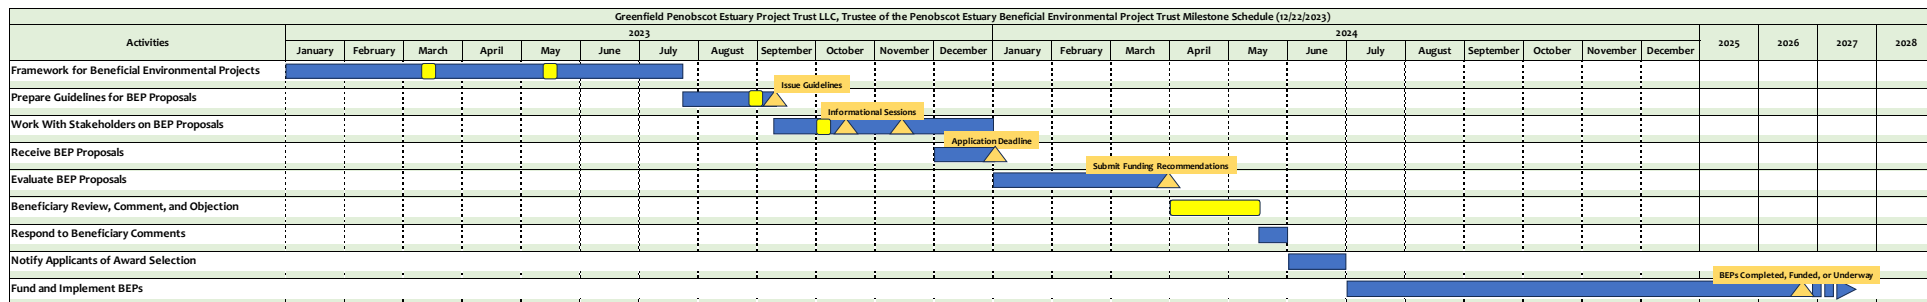 Greenfield Penobscot Estuary Project Trust LLC, Trustee of the Penobscot Estuary Beneficial Environmental Project Trust Milestone Schedule (12/22/2023)
Activities
2023
2024
2025
2026
2027
2028
January February March April May June July August September October November December January February March April May June July August September October November December
Framework for Beneficial Environmental Projects
Issue Guidelines
Prepare Guidelines for BEP Proposals
Informational Sessions
Work With Stakeholders on BEP Proposals
Application Deadline
Receive BEP Proposals
Submit Funding Recommendations
Evaluate BEP Proposals
Beneficiary Review, Comment, and Objection
Respond to Beneficiary Comments
Notify Applicants of Award Selection
BEPs Completed, Funded, or Underway
Fund and Implement BEPs